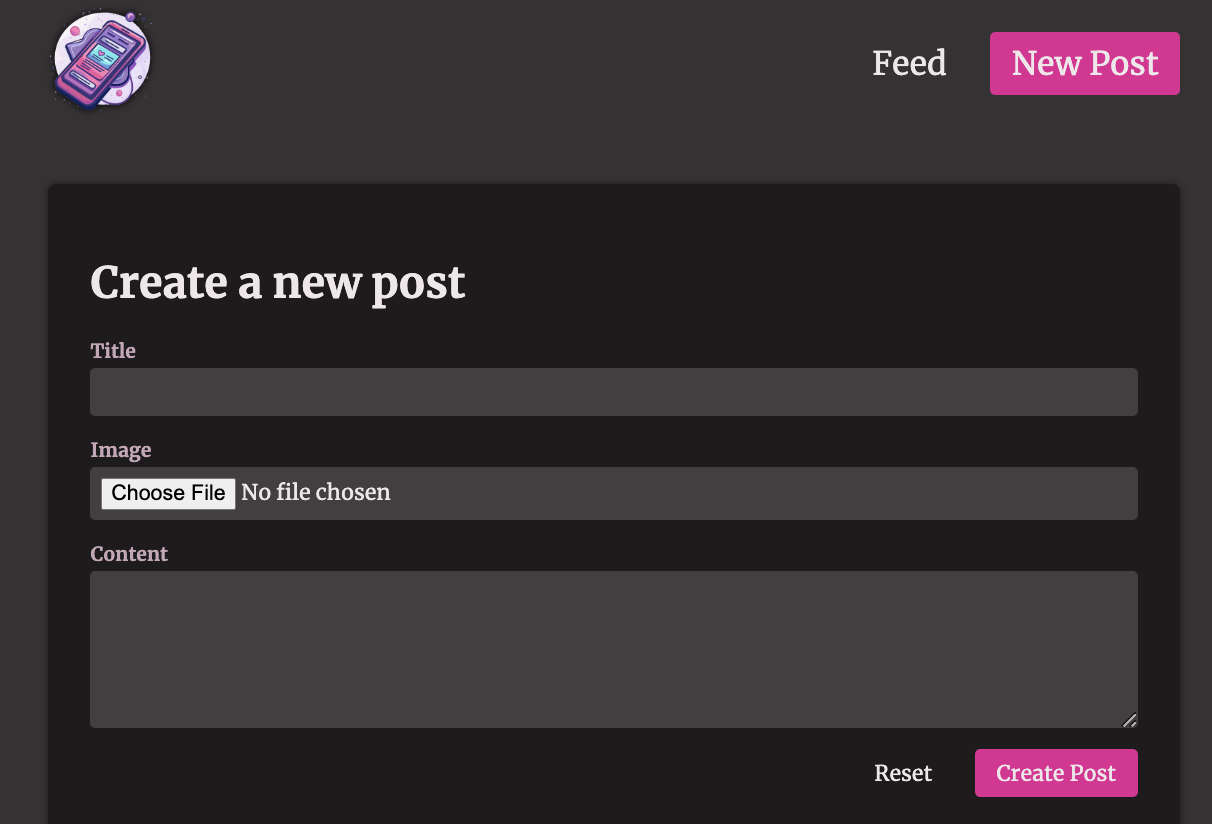 Feed New Post
Create a new post
Title
Image
Choose File No file chosen
Content
Reset Create Post